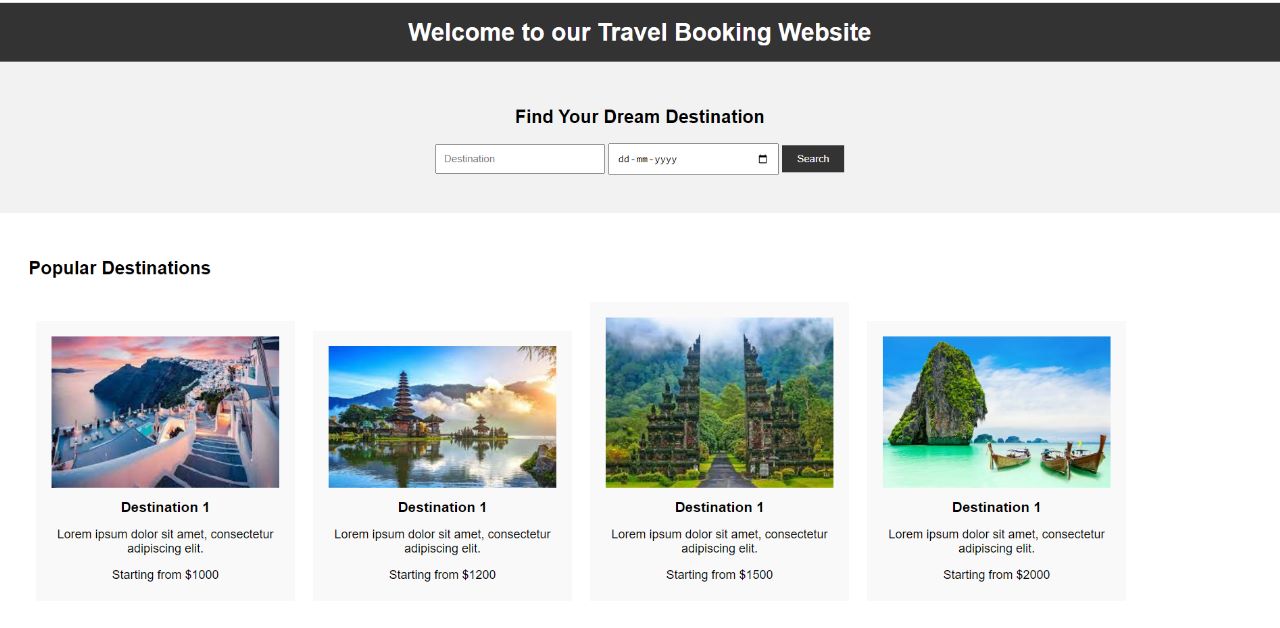 Welcome to our Travel Booking Website
Find Your Dream Destination
Destination
dd-mm-yyyy
Search
Popular Destinations
Destination 1
Lorem ipsum dolor sit amet, consectetur
adipiscing elit.
Starting from $1000
Destination 1
Lorem ipsum dolor sit amet, consectetur
adipiscing elit.
Starting from $1200
Destination 1
Lorem ipsum dolor sit amet, consectetur
adipiscing elit.
Starting from $1500
Destination 1
Lorem ipsum dolor sit amet, consectetur
adipiscing elit.
Starting from $2000